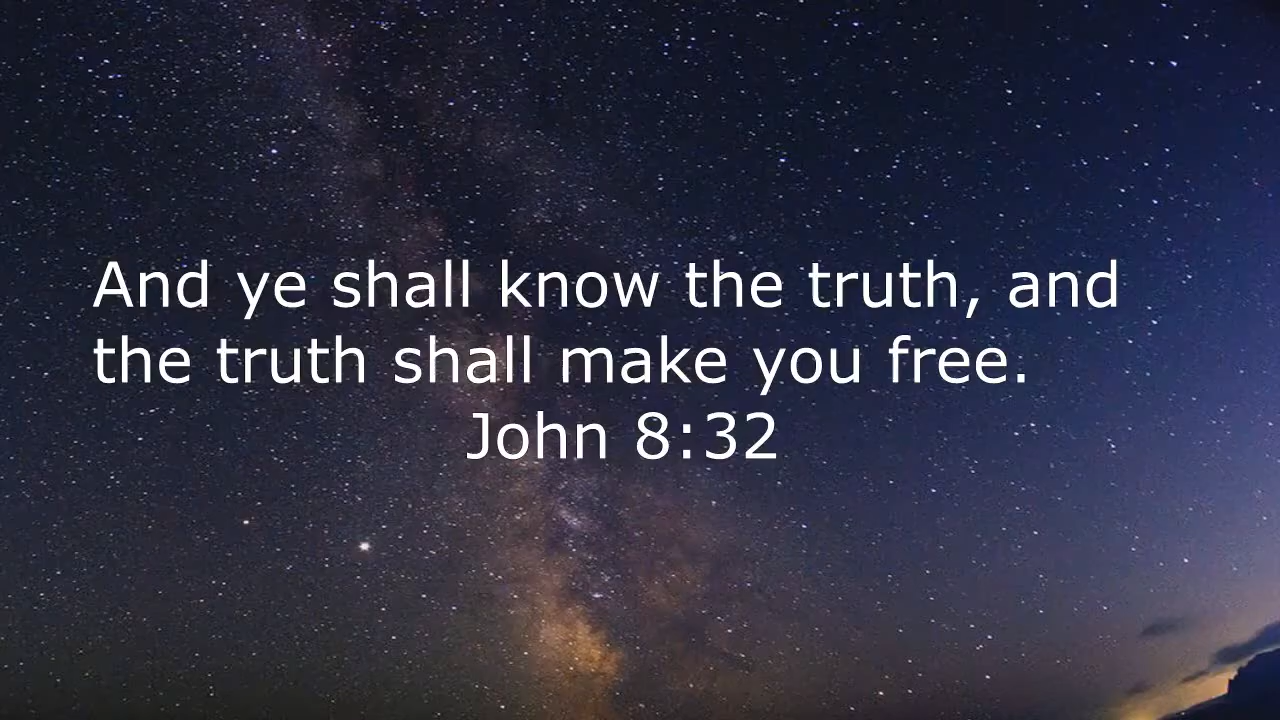 And ye shall know the truth, and
the truth shall make you free.
John 8:32